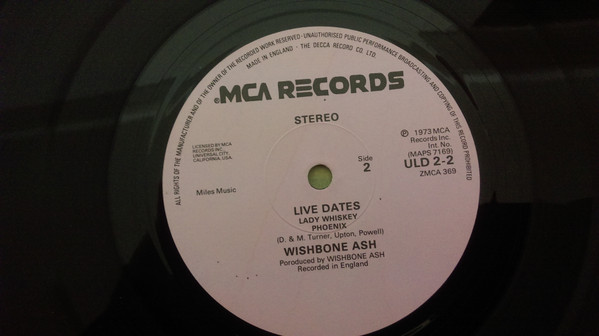 ALL RIGHTS OF THE MANUFACTURER AND OF THE OWNER OF THE RECORDED WORK RESERVED · UNAUTHORISED PUBLIC PERFORMANCE BROADCASTING AND COPYING OF THIS RECORD PROHIBITED
MADE IN ENGLAND · THE DECCA RECORD CO LTD.
MCA RECORDS
STEREO
LICENSED BY MCA
RECORDS INC.,
UNIVERSAL CITY,
CALIFORNIA, USA.
℗ 1973 MCA
Records Inc.
Int. No.
(MAPS 7169)
ULD 2-2
ZMCA 369
Side
2
Miles Music
LIVE DATES
LADY WHISKEY
PHOENIX
(D. & M. Turner, Upton, Powell)
WISHBONE ASH
Poroduced by WISHBONE ASH
Recorded in England